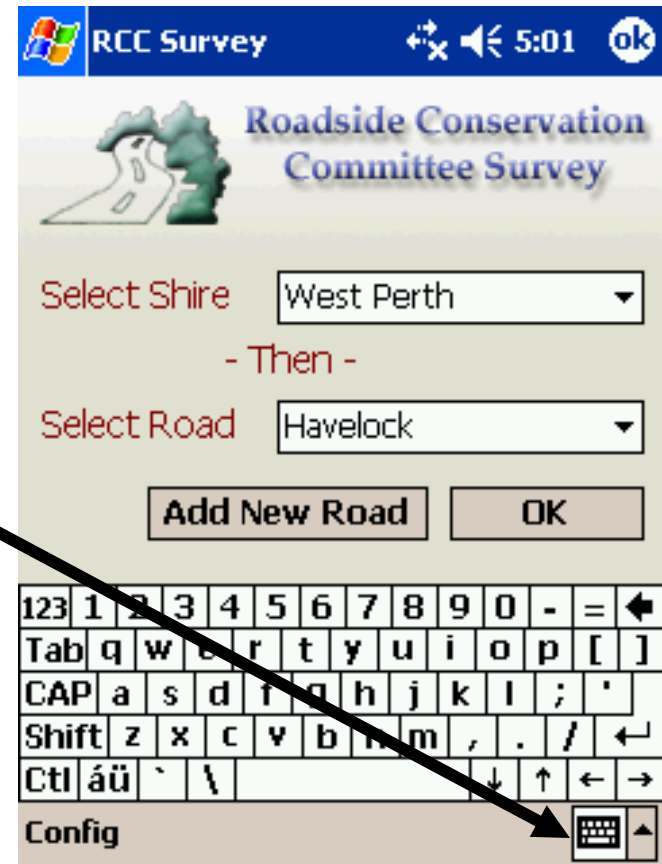 RCC Survey 5:01 ok
Roadside Conservation
Committee Survey
Select Shire West Perth
- Then -
Select Road Havelock
Add New Road OK
123 1 2 3 4 5 6 7 8 9 0 - = 
Tab q w e r t y u i o p [ ]
CAP a s d f g h j k l ; '
Shift z x c v b n m , . / ↵
Ctl áü ` \ ↓ ↑ ← →
Config